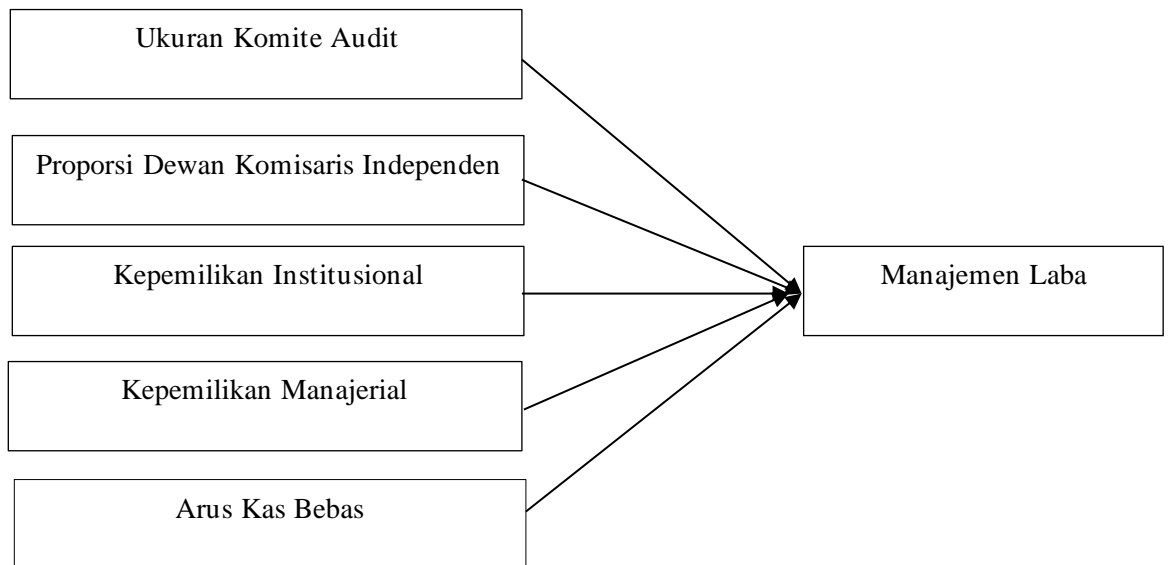 Ukuran Komite Audit
Proporsi Dewan Komisaris Independen
Kepemilikan Institusional
Manajemen Laba
Kepemilikan Manajerial
Arus Kas Bebas